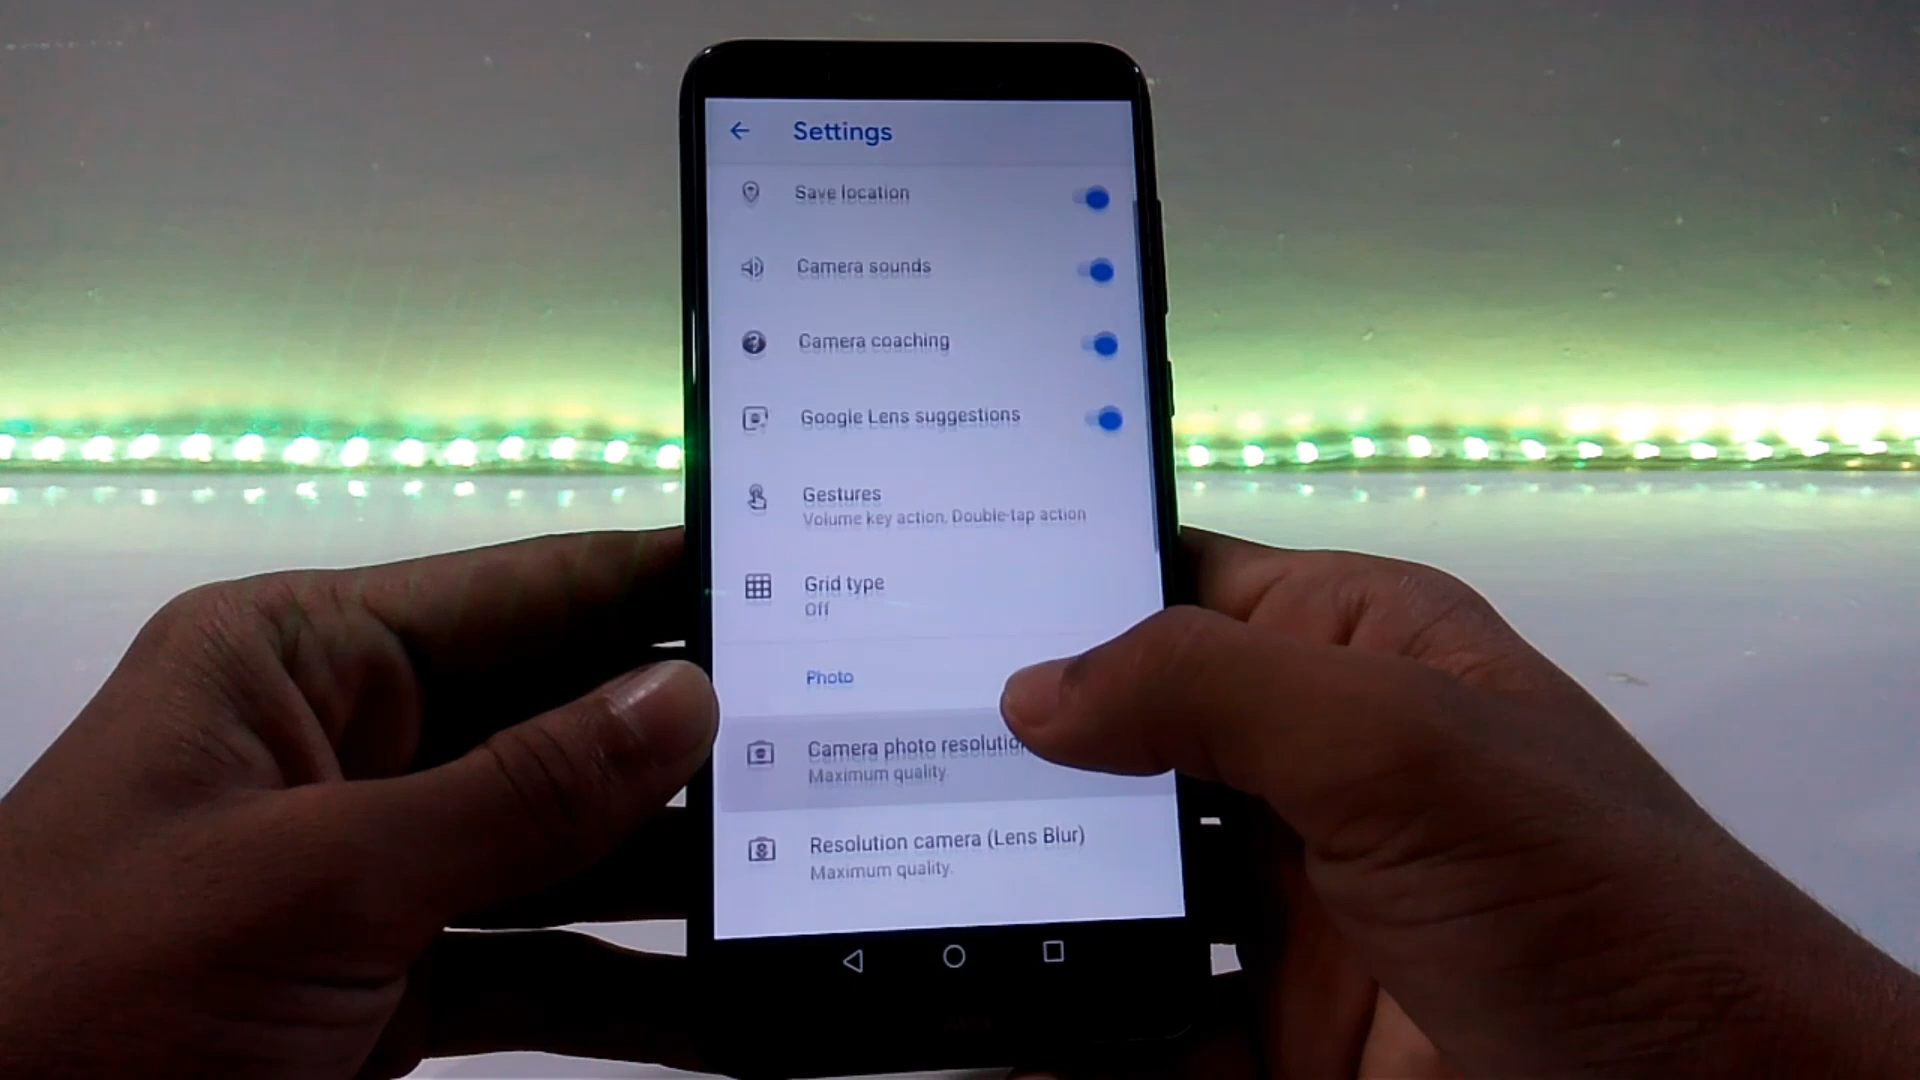 Settings
Save location
Camera sounds
Camera coaching
Google Lens suggestions
Gestures
Volume key action, Double-tap action
Grid type
Off
Photo
Camera photo resolution
Maximum quality
Resolution camera (Lens Blur)
Maximum quality